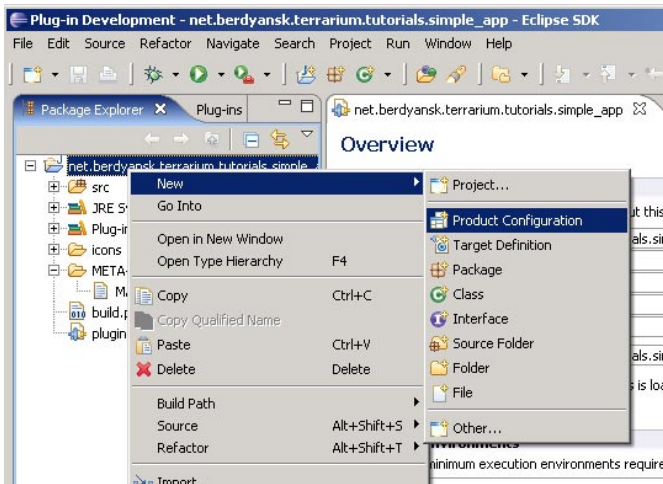 Plug-in Development - net.berdyansk.terrarium.tutorials.simple_app - Eclipse SDK
File Edit Source Refactor Navigate Search Project Run Window Help
Package Explorer Plug-ins net.berdyansk.terrarium.tutorials.simple_app
Overview
net.berdyansk.terrarium.tutorials.simple
src
JRE S
Plug-i
icons
META-
M
build.p
plugin
New
Go Into
Open in New Window
Open Type Hierarchy F4
Copy Ctrl+C
Copy Qualified Name
Paste Ctrl+V
Delete Delete
Build Path
Source Alt+Shift+S
Refactor Alt+Shift+T
Import
Project...
Product Configuration
Target Definition
Package
Class
Interface
Source Folder
Folder
File
Other...
ut this
als.si
als.si
s is loa
nvironments
minimum execution environments require